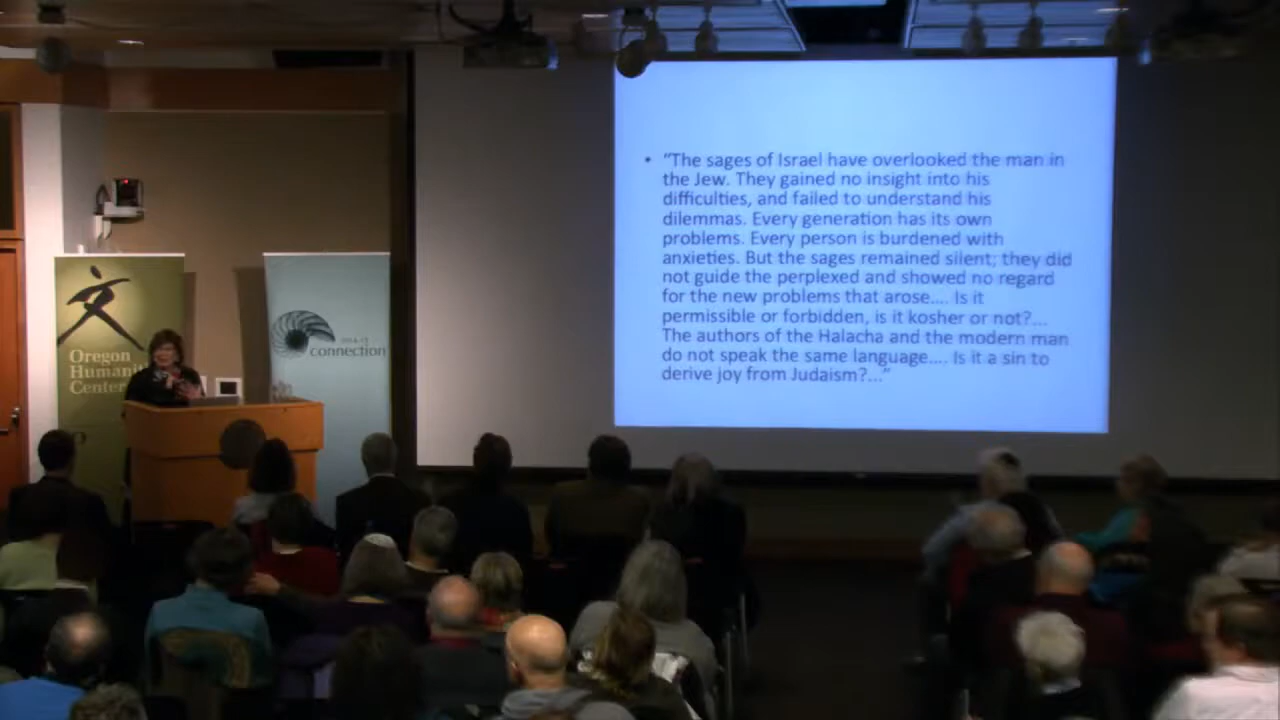 • “The sages of Israel have overlooked the man in
the Jew. They gained no insight into his
difficulties, and failed to understand his
dilemmas. Every generation has its own
problems. Every person is burdened with
anxieties. But the sages remained silent; they did
not guide the perplexed and showed no regard
for the new problems that arose.... Is it
permissible or forbidden, is it kosher or not?...
The authors of the Halacha and the modern man
do not speak the same language.... Is it a sin to
derive joy from Judaism?...”
Oregon
Humani
Center
connection